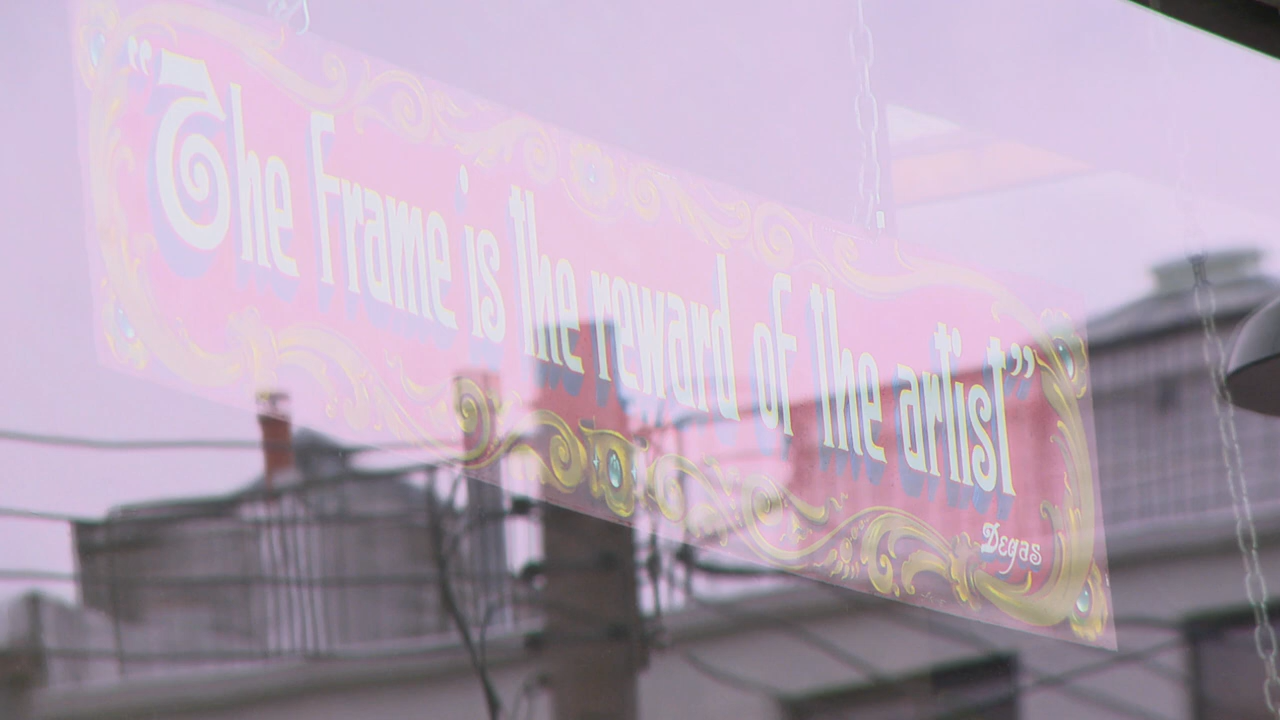 “The Frame is the reward of the artist”
Degas